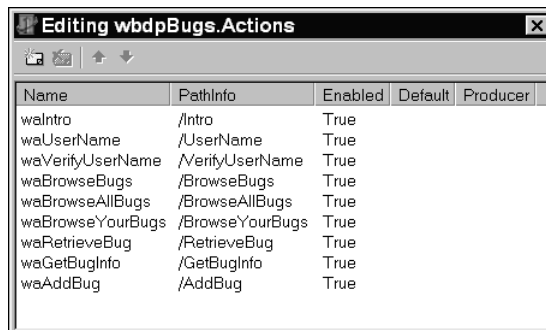 Editing wbdpBugs.Actions
Name PathInfo Enabled Default Producer
waIntro /Intro True
waUserName /UserName True
waVerifyUserName /VerifyUserName True
waBrowseBugs /BrowseBugs True
waBrowseAllBugs /BrowseAllBugs True
waBrowseYourBugs /BrowseYourBugs True
waRetrieveBug /RetrieveBug True
waGetBugInfo /GetBugInfo True
waAddBug /AddBug True